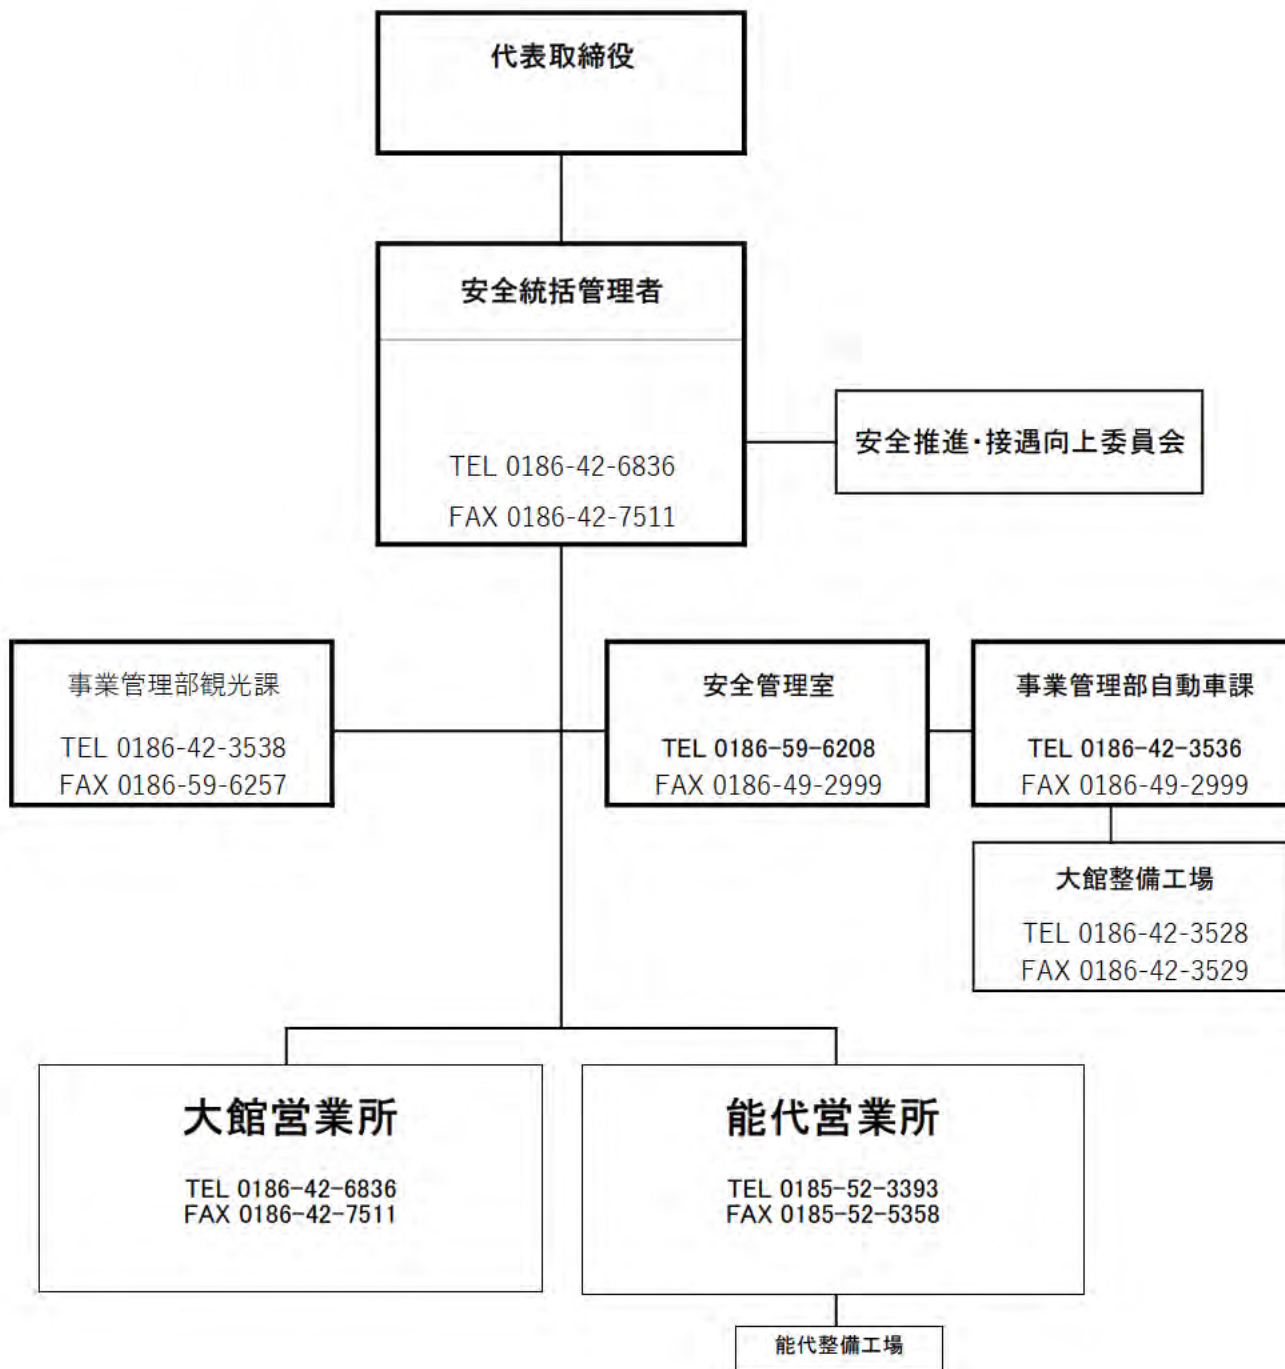 代表取締役
安全統括管理者
TEL 0186-42-6836
FAX 0186-42-7511
安全推進・接遇向上委員会
事業管理部観光課
TEL 0186-42-3538
FAX 0186-59-6257
安全管理室
TEL 0186-59-6208
FAX 0186-49-2999
事業管理部自動車課
TEL 0186-42-3536
FAX 0186-49-2999
大館整備工場
TEL 0186-42-3528
FAX 0186-42-3529
大館営業所
TEL 0186-42-6836
FAX 0186-42-7511
能代営業所
TEL 0185-52-3393
FAX 0185-52-5358
能代整備工場